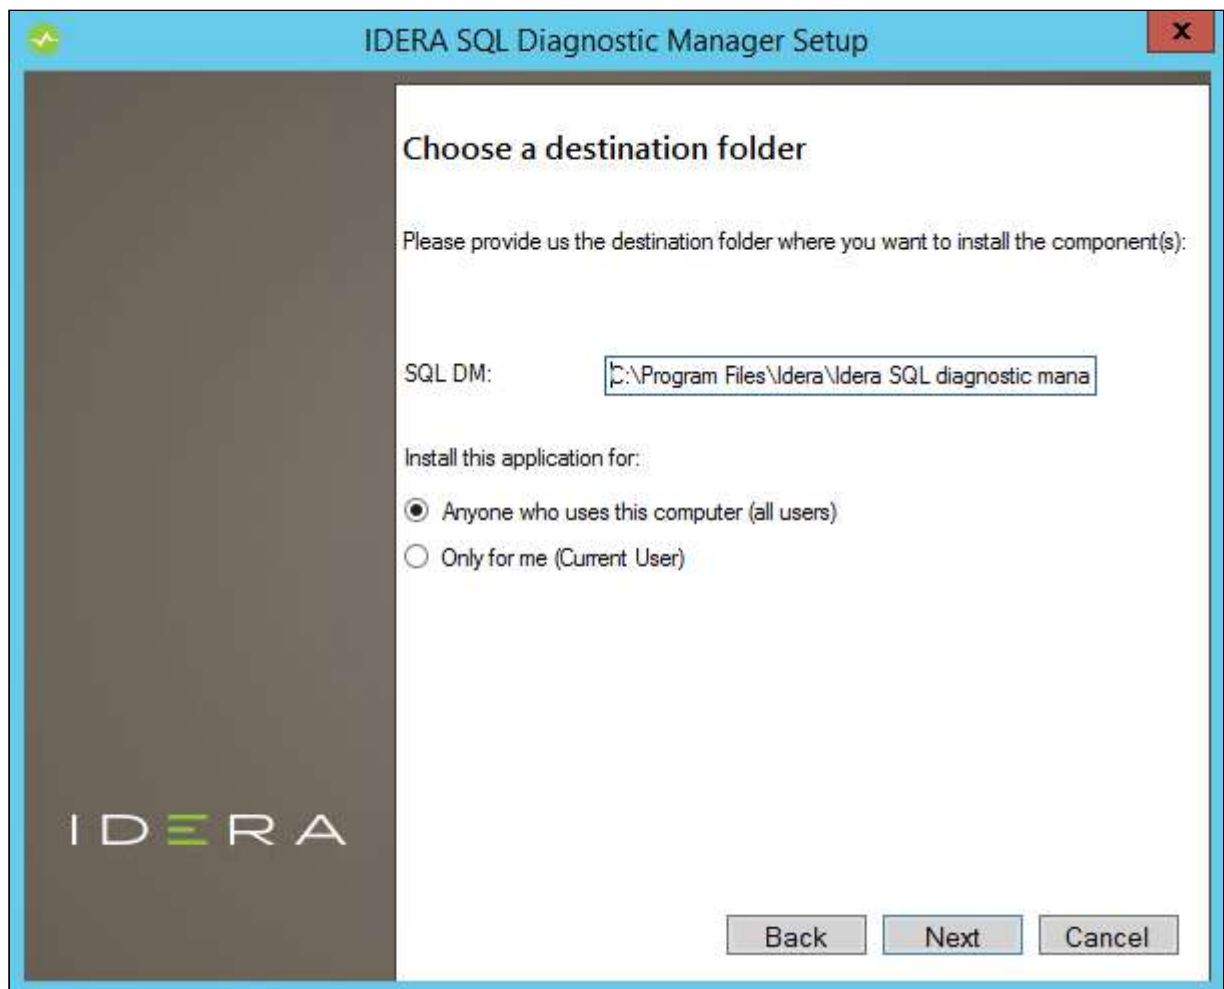 IDERA SQL Diagnostic Manager Setup
x
Choose a destination folder
Please provide us the destination folder where you want to install the component(s):
SQL DM: C:\Program Files\Idera\Idera SQL diagnostic mana
Install this application for:
Anyone who uses this computer (all users)
Only for me (Current User)
IDERA
Back Next Cancel